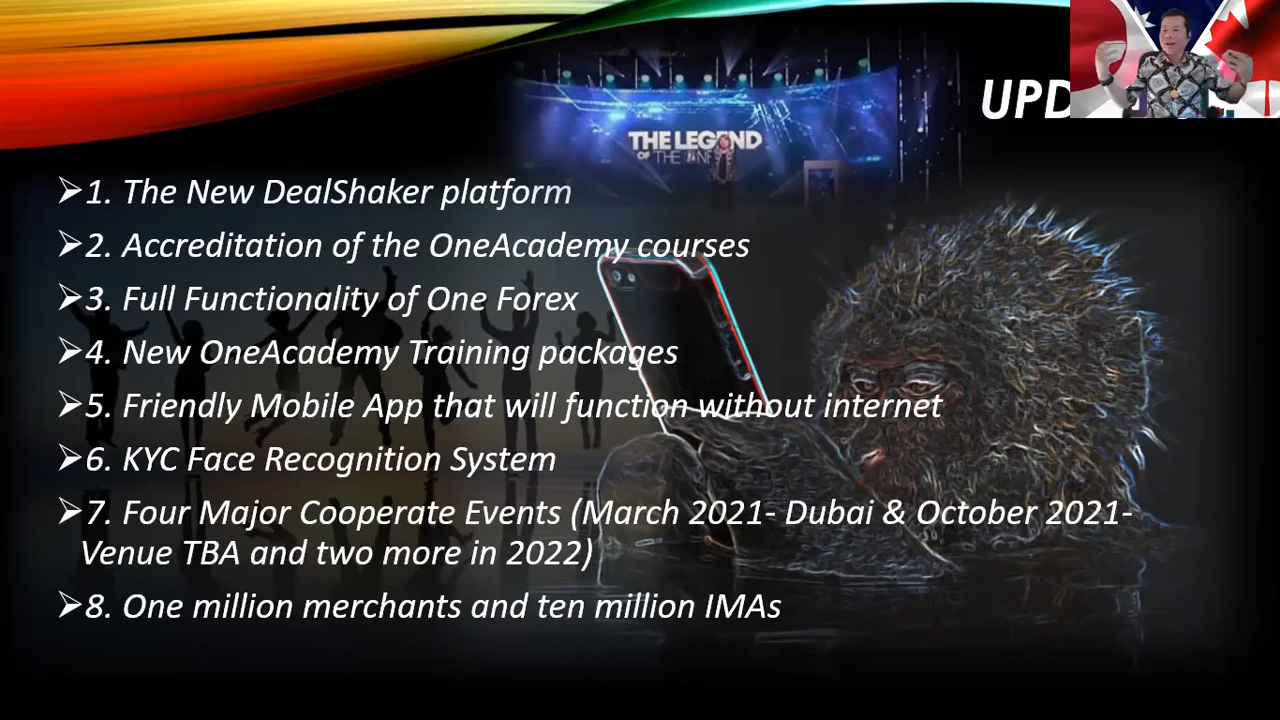 UPD
THE LEGEND
OF THE ONE
➢1. The New DealShaker platform
➢2. Accreditation of the OneAcademy courses
➢3. Full Functionality of One Forex
➢4. New OneAcademy Training packages
➢5. Friendly Mobile App that will function without internet
➢6. KYC Face Recognition System
➢7. Four Major Cooperate Events (March 2021- Dubai & October 2021-
Venue TBA and two more in 2022)
➢8. One million merchants and ten million IMAs